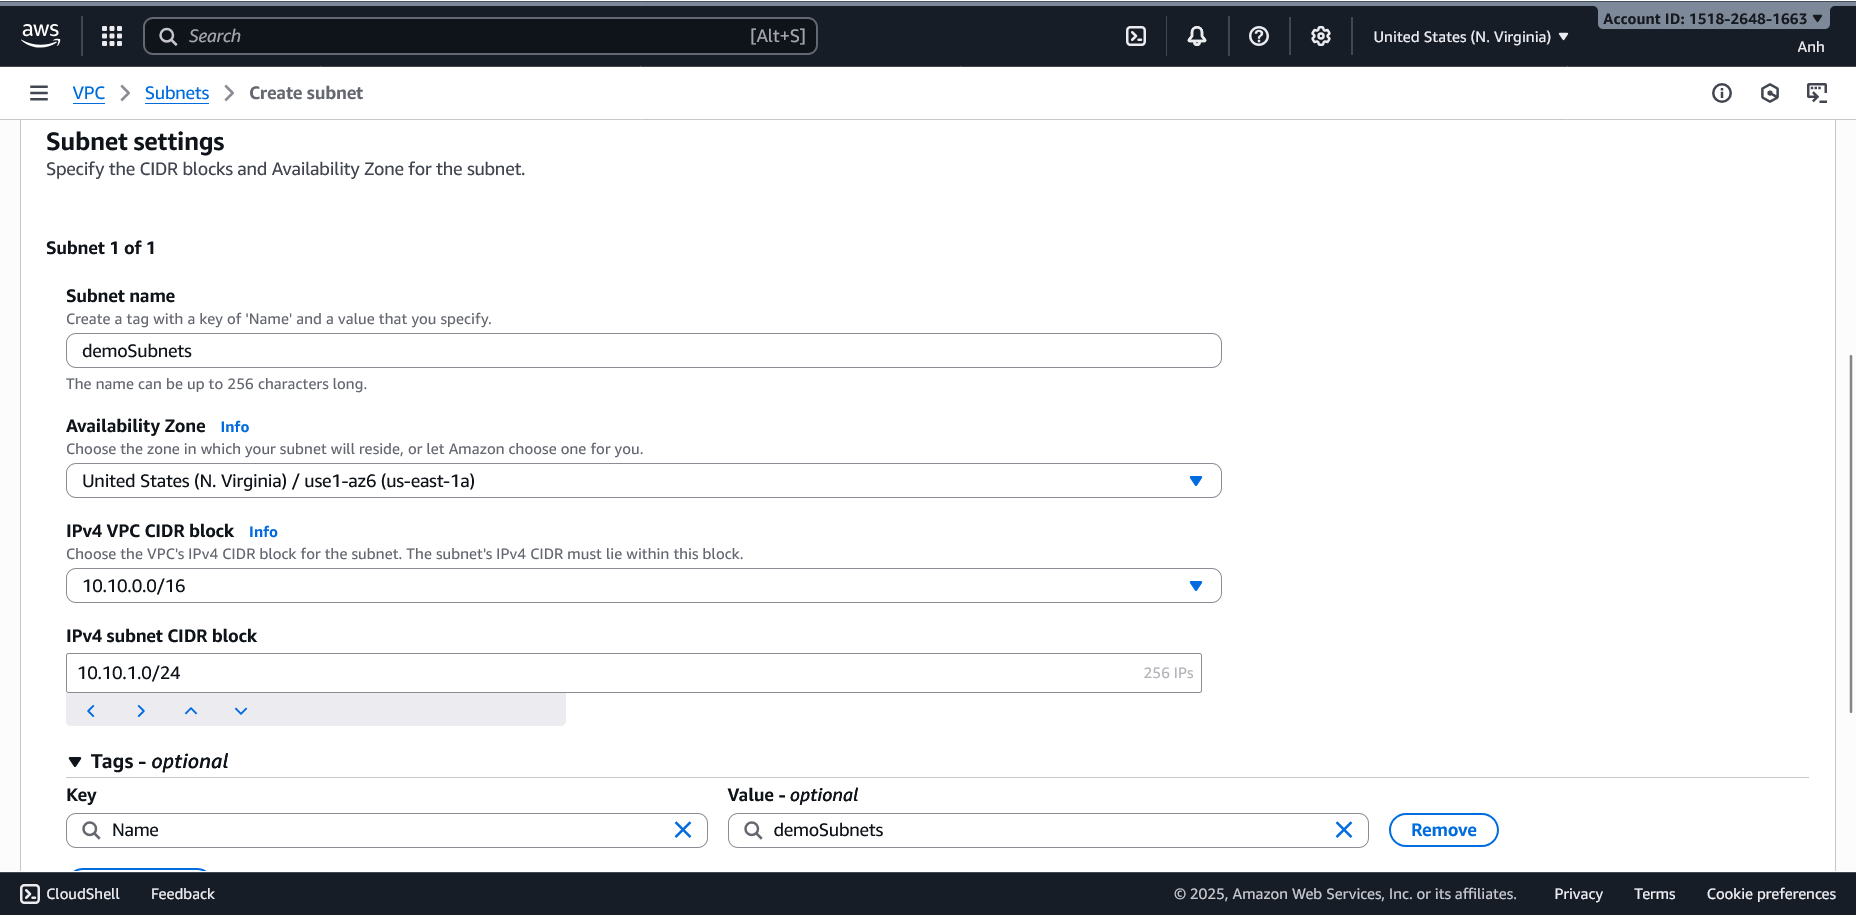 aws
Search [Alt+S]
United States (N. Virginia)
Account ID: 1518-2648-1663
Anh
VPC Subnets Create subnet
Subnet settings
Specify the CIDR blocks and Availability Zone for the subnet.
Subnet 1 of 1
Subnet name
Create a tag with a key of 'Name' and a value that you specify.
demoSubnets
The name can be up to 256 characters long.
Availability Zone Info
Choose the zone in which your subnet will reside, or let Amazon choose one for you.
United States (N. Virginia) / use1-az6 (us-east-1a)
IPv4 VPC CIDR block Info
Choose the VPC's IPv4 CIDR block for the subnet. The subnet's IPv4 CIDR must lie within this block.
10.10.0.0/16
IPv4 subnet CIDR block
10.10.1.0/24 256 IPs
Tags - optional
Key Value - optional
Name demoSubnets Remove
CloudShell Feedback © 2025, Amazon Web Services, Inc. or its affiliates. Privacy Terms Cookie preferences